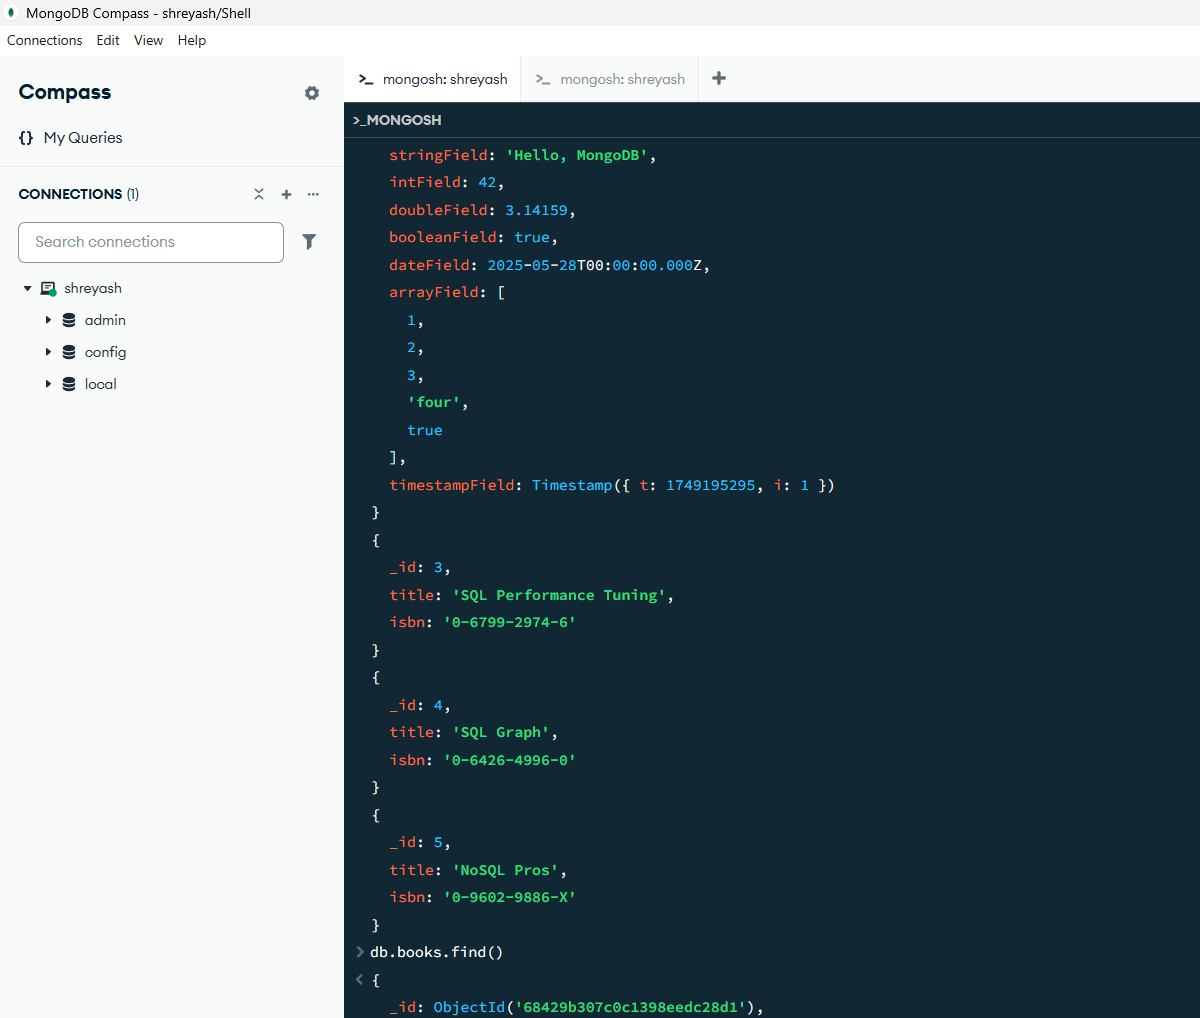 MongoDB Compass - shreyash/Shell
Connections Edit View Help
Compass
{} My Queries
CONNECTIONS (1)
Search connections
shreyash
admin
config
local
>_ mongosh: shreyash >_ mongosh: shreyash +
>_MONGOSH
stringField: 'Hello, MongoDB',
intField: 42,
doubleField: 3.14159,
booleanField: true,
dateField: 2025-05-28T00:00:00.000Z,
arrayField: [
1,
2,
3,
'four',
true
],
timestampField: Timestamp({ t: 1749195295, i: 1 })
}
{
_id: 3,
title: 'SQL Performance Tuning',
isbn: '0-6799-2974-6'
}
{
_id: 4,
title: 'SQL Graph',
isbn: '0-6426-4996-0'
}
{
_id: 5,
title: 'NoSQL Pros',
isbn: '0-9602-9886-X'
}
> db.books.find()
< {
_id: ObjectId('68429b307c0c1398eedc28d1'),